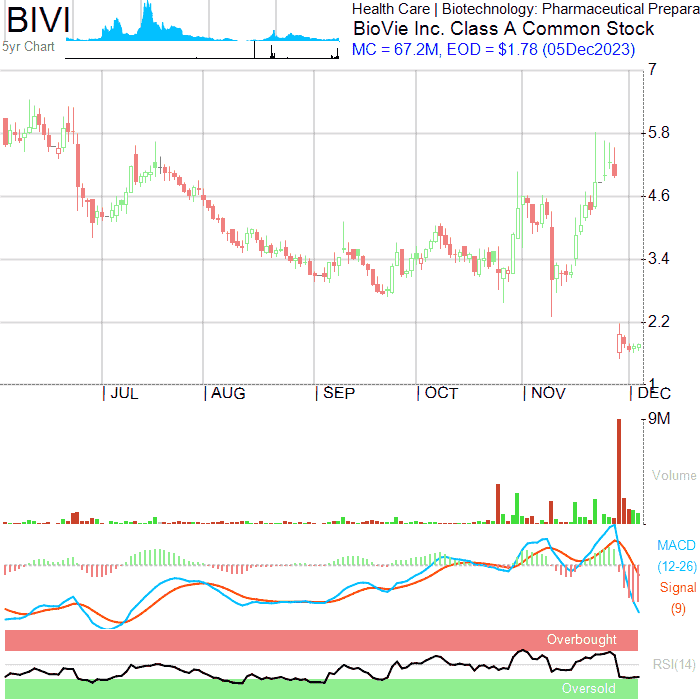 BIVI
5yr Chart
Health Care | Biotechnology: Pharmaceutical Prepara
BioVie Inc. Class A Common Stock
MC = 67.2M, EOD = $1.78 (05Dec2023)
7
5.8
4.6
3.4
2.2
1
JUL AUG SEP OCT NOV DEC
9M
Volume
MACD
(12-26)
Signal
(9)
Overbought
RSI(14)
Oversold